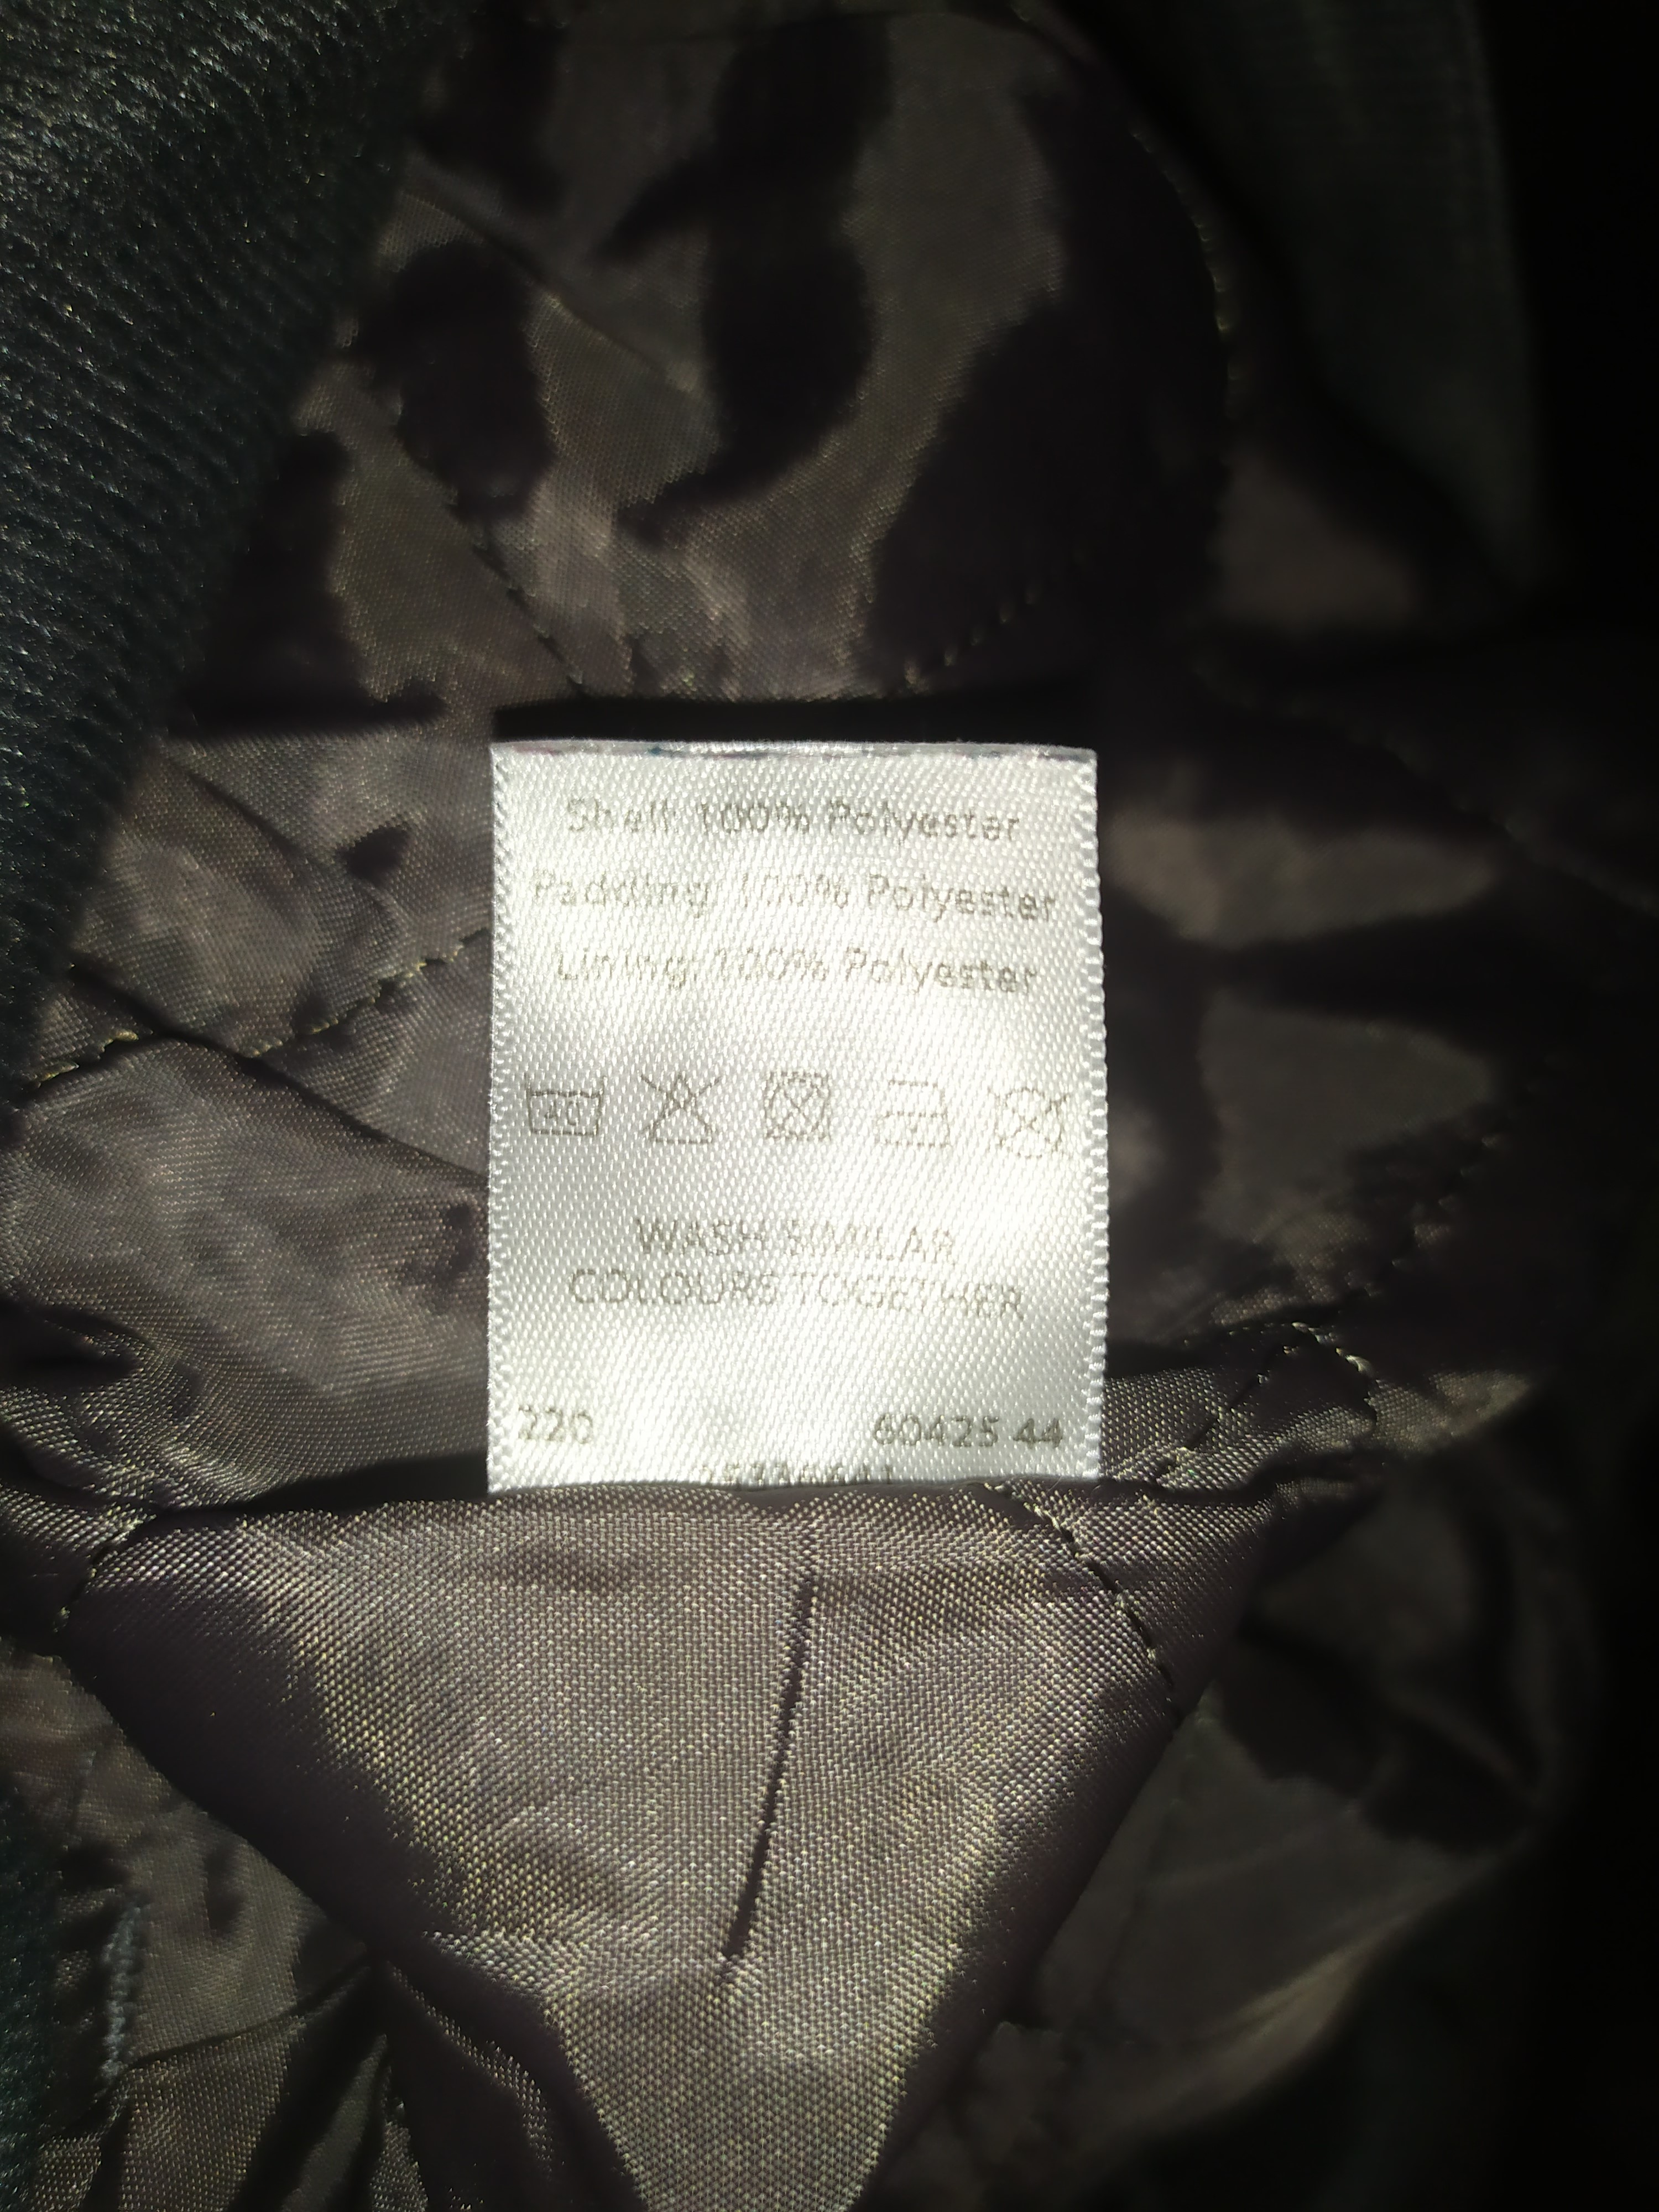 Shell: 100% Polyester
Padding: 100% Polyester
Lining: 100% Polyester
WASH SIMILAR
COLOURS TOGETHER
220 60425 44